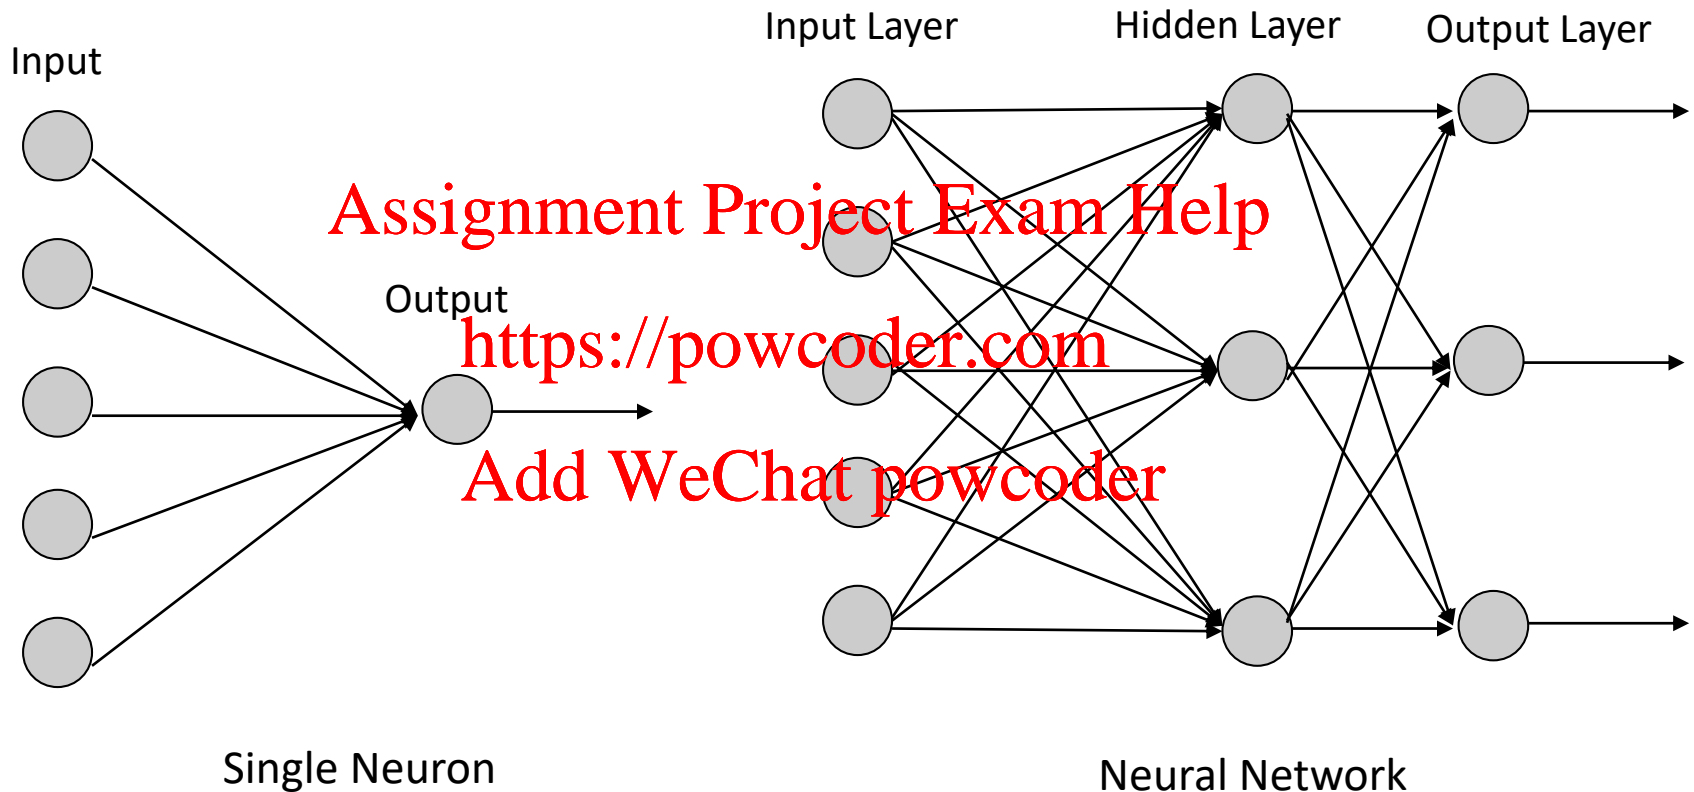 Input
Input Layer
Hidden Layer
Output Layer
Assignment Project Exam Help
Output
https://powcoder.com
Add WeChat powcoder
Single Neuron
Neural Network